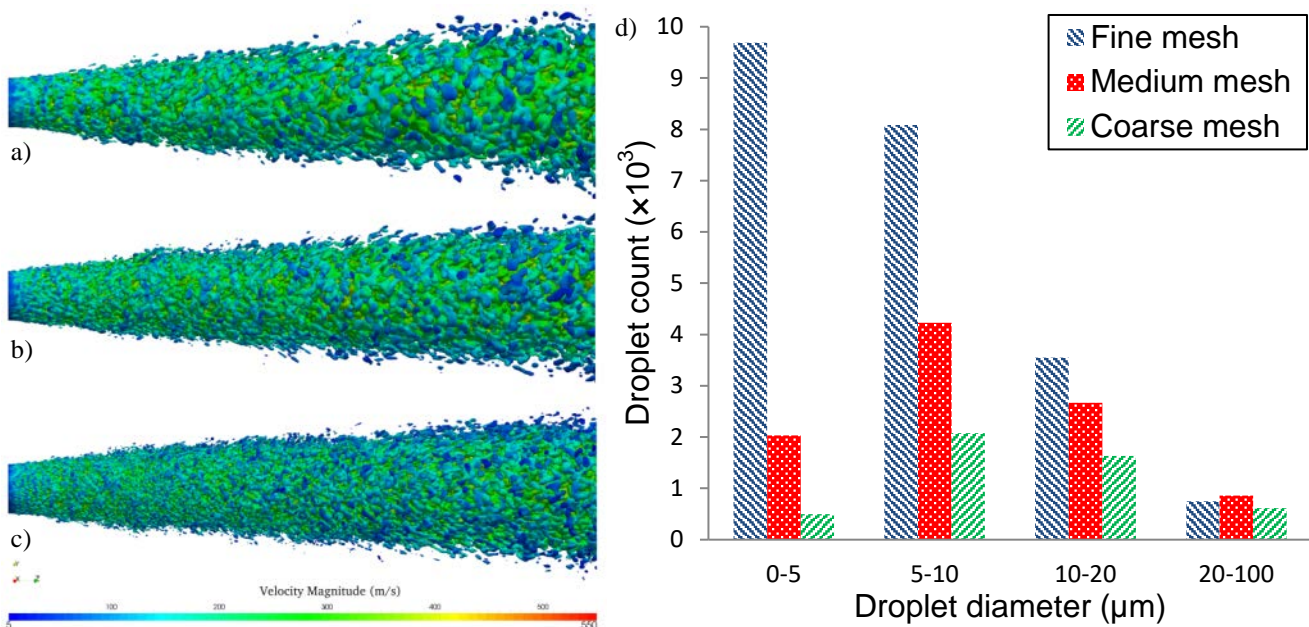 a)
b)
c)
Velocity Magnitude (m/s)
5 100 200 300 400 500 550
d)
Fine mesh
Medium mesh
Coarse mesh
Droplet count (×10³)
10
9
8
7
6
5
4
3
2
1
0
0-5 5-10 10-20 20-100
Droplet diameter (µm)